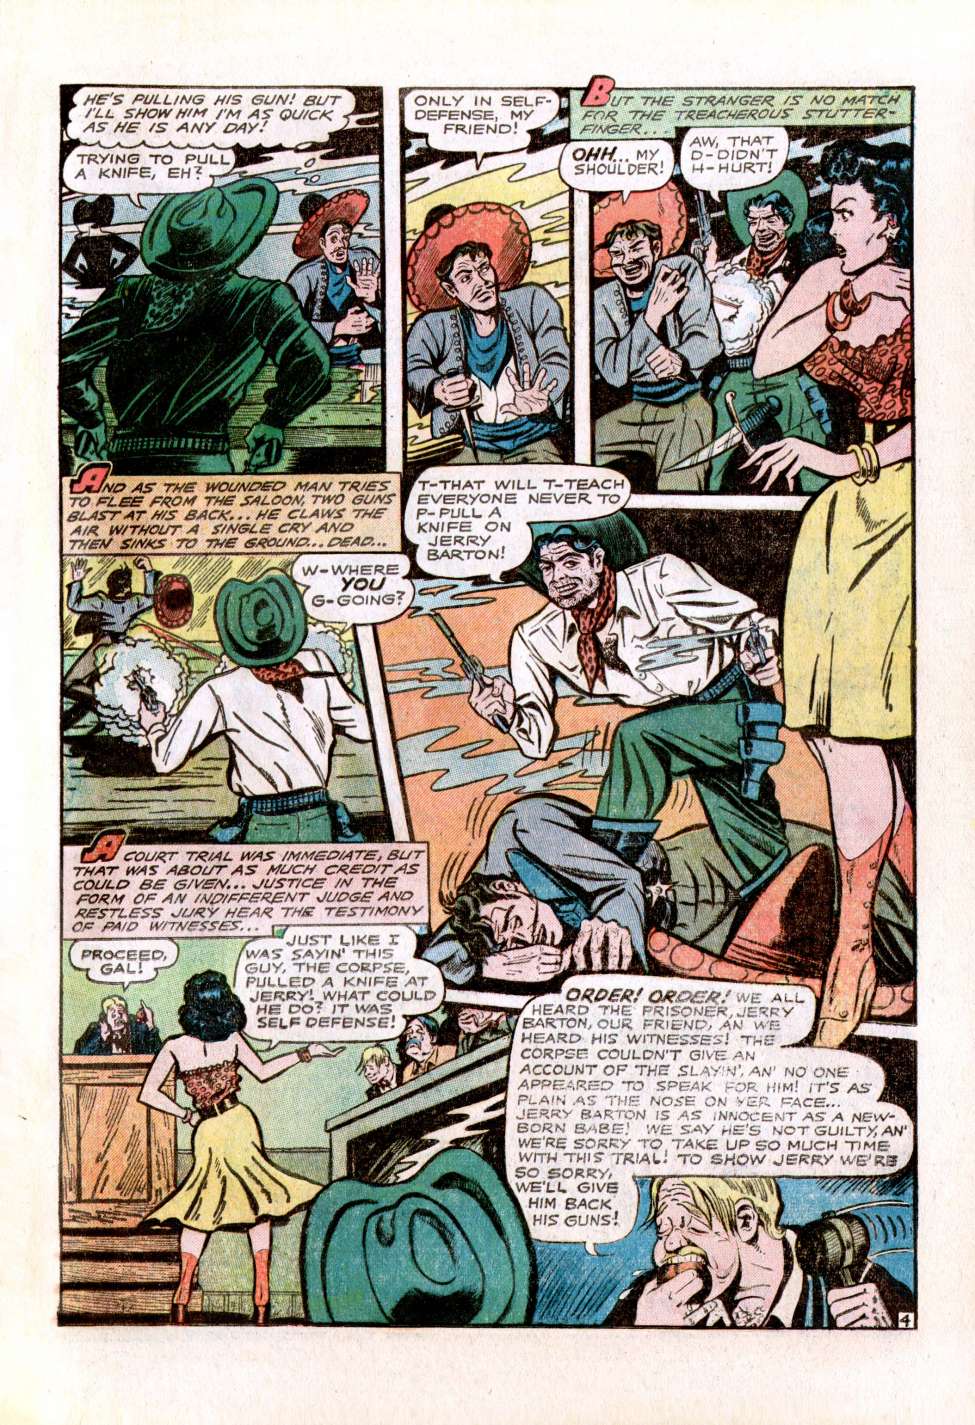 HE'S PULLING HIS GUN! BUT
I'LL SHOW HIM I'M AS QUICK
AS HE IS ANY DAY!
TRYING TO PULL
A KNIFE, EH?
ONLY IN SELF-
DEFENSE, MY
FRIEND!
BUT THE STRANGER IS NO MATCH
FOR THE TREACHEROUS STUTTER-
FINGER...
OHH... MY
SHOULDER!
AW, THAT
D-DIDN'T
H-HURT!
AND AS THE WOUNDED MAN TRIES
TO FLEE FROM THE SALOON, TWO GUNS
BLAST AT HIS BACK... HE CLAWS THE
AIR WITHOUT A SINGLE CRY AND
THEN SINKS TO THE GROUND... DEAD...
W-WHERE
YOU
G-GOING?
T-THAT WILL T-TEACH
EVERYONE NEVER TO
P-PULL A
KNIFE ON
JERRY
BARTON!
A COURT TRIAL WAS IMMEDIATE, BUT
THAT WAS ABOUT AS MUCH CREDIT AS
COULD BE GIVEN... JUSTICE IN THE
FORM OF AN INDIFFERENT JUDGE AND
RESTLESS JURY HEAR THE TESTIMONY
OF PAID WITNESSES...
PROCEED,
GAL!
JUST LIKE I
WAS SAYIN' THIS
GUY, THE CORPSE,
PULLED A KNIFE AT
JERRY! WHAT COULD
HE DO? IT WAS
SELF DEFENSE!
ORDER! ORDER! WE ALL
HEARD THE PRISONER, JERRY
BARTON, OUR FRIEND, AN WE
HEARD HIS WITNESSES! THE
CORPSE COULDN'T GIVE AN
ACCOUNT OF THE SLAYIN', AN' NO ONE
APPEARED TO SPEAK FOR HIM! IT'S AS
PLAIN AS THE NOSE ON YER FACE...
JERRY BARTON IS AS INNOCENT AS A NEW-
BORN BABE! WE SAY HE'S NOT GUILTY, AN'
WE'RE SORRY TO TAKE UP SO MUCH TIME
WITH THIS TRIAL! TO SHOW JERRY WE'RE
SO SORRY,
WE'LL GIVE
HIM BACK
HIS GUNS!
4